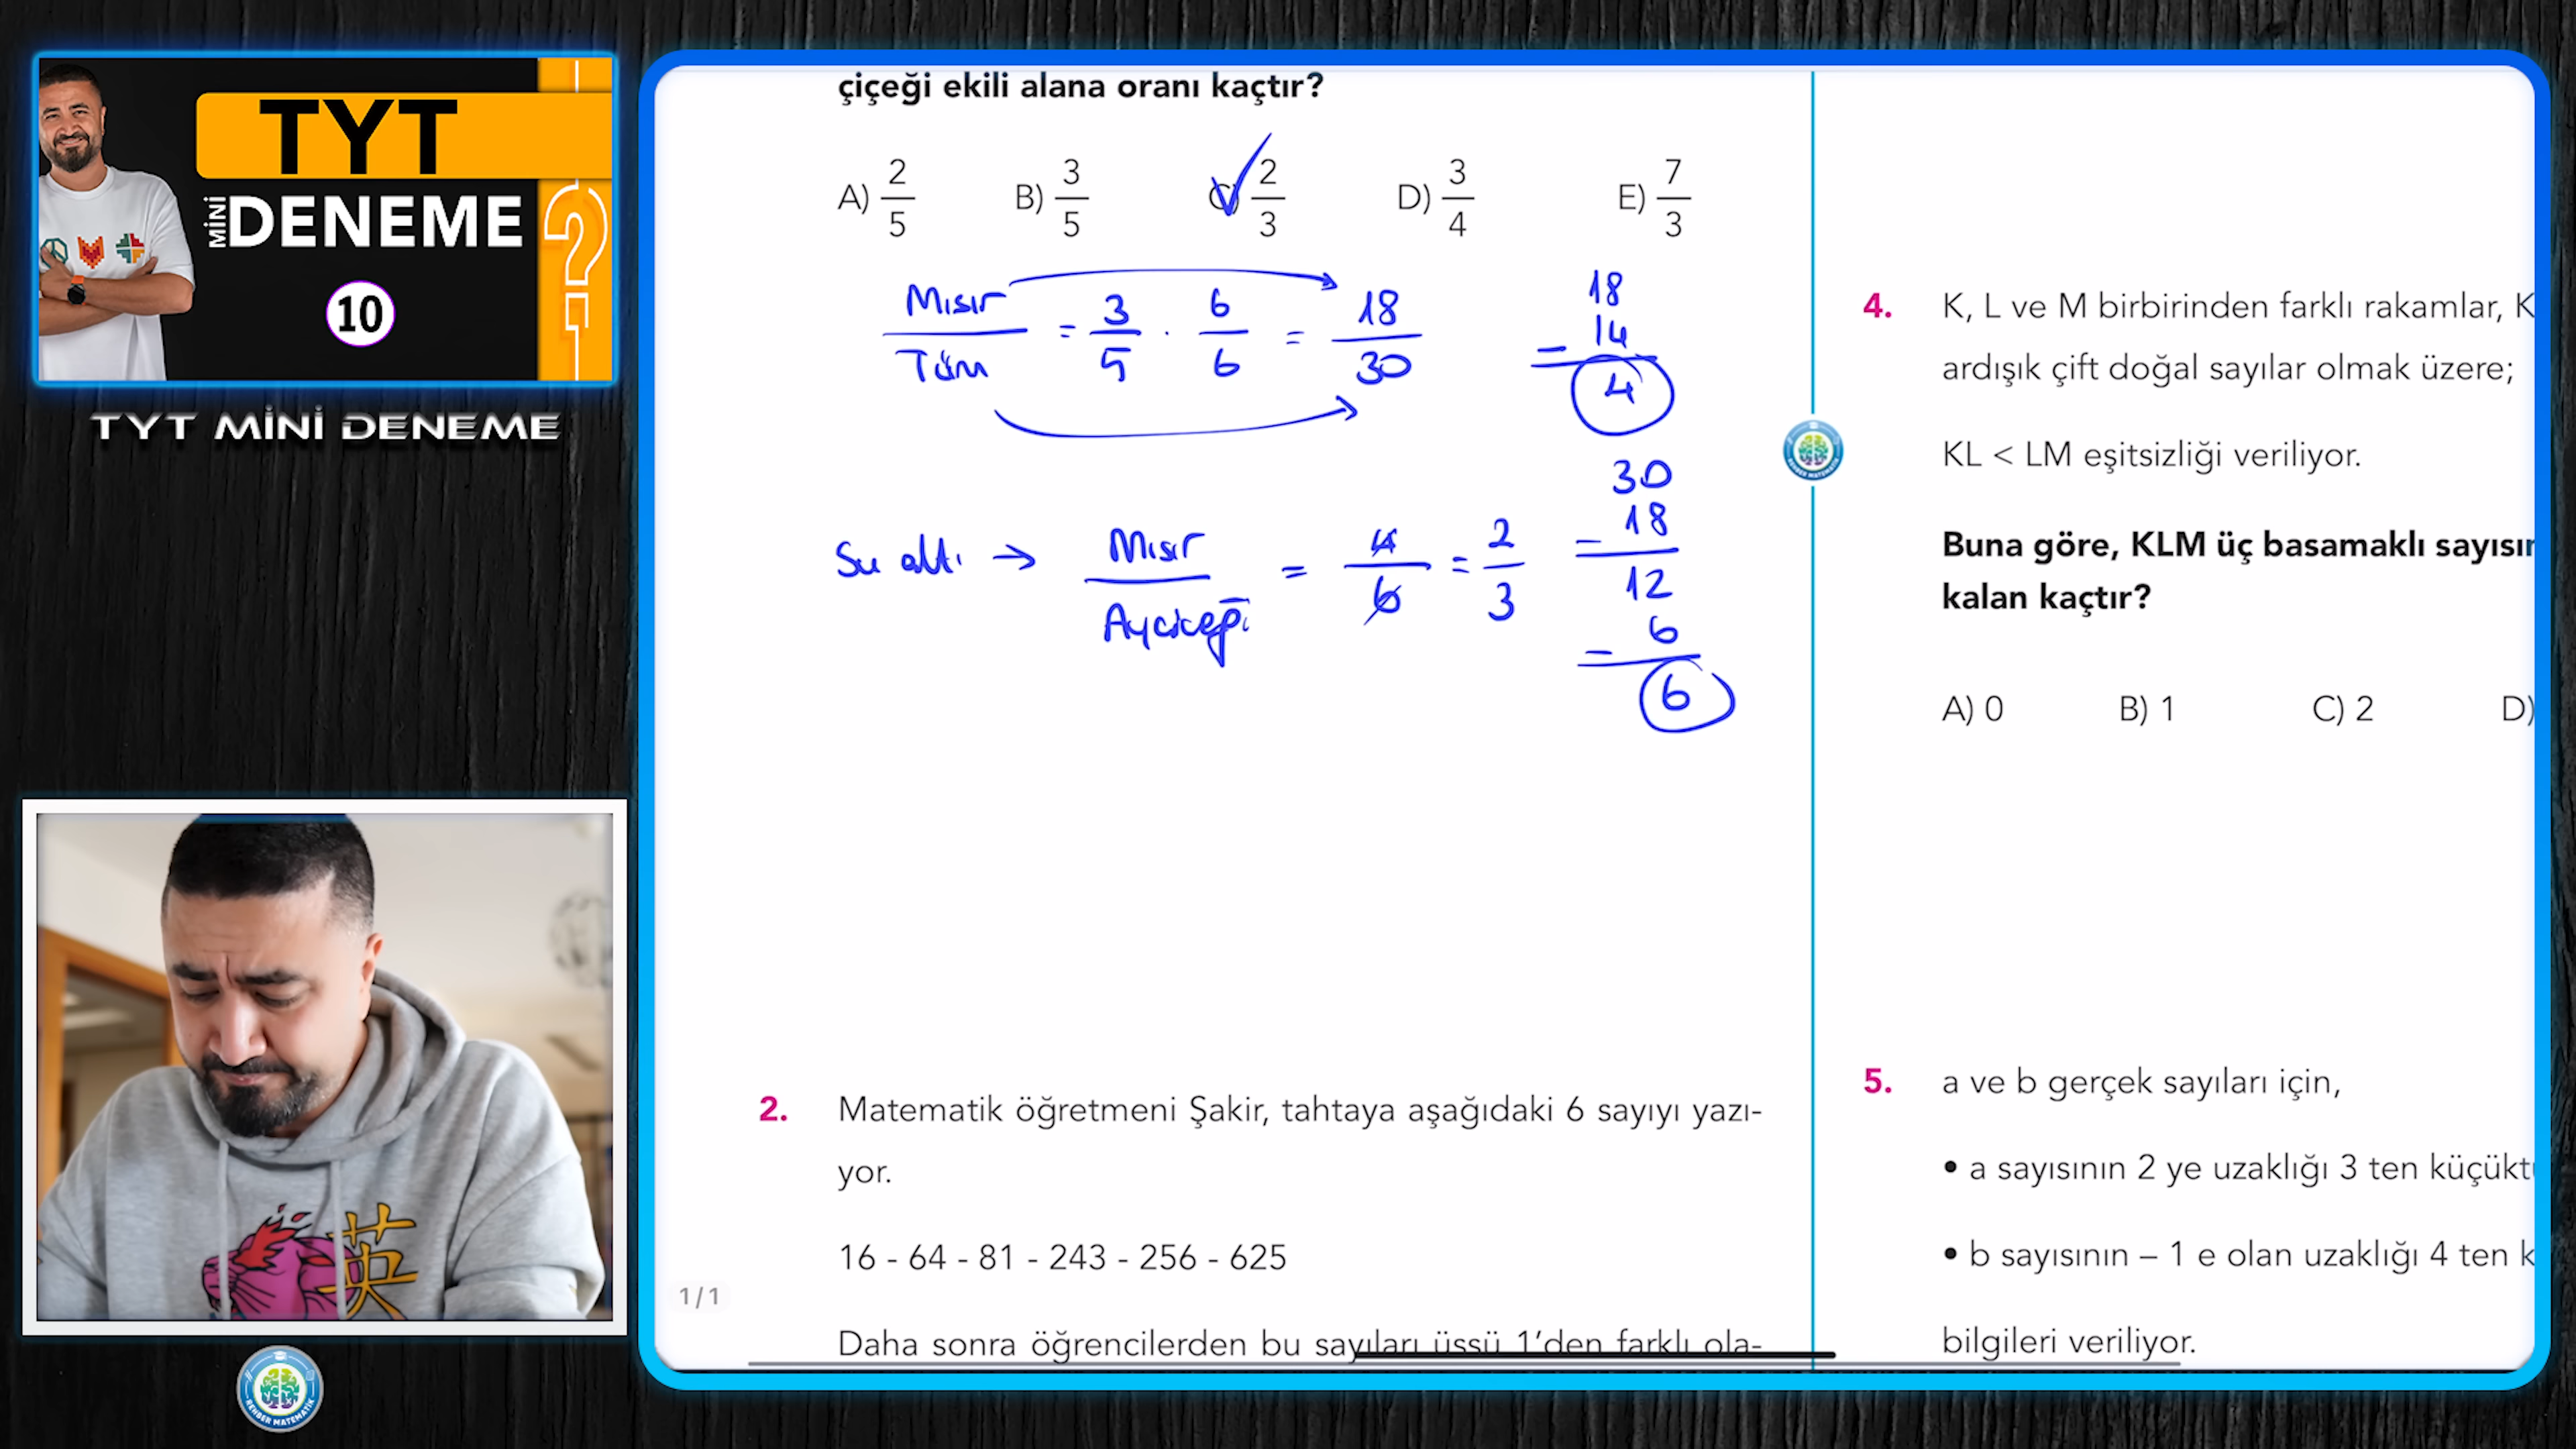 TYT
MİNİ DENEME
10
TYT MİNİ DENEME
英
REHBER MATEMATİK
çiçeği ekili alana oranı kaçtır?
A) 2/5 B) 3/5 C) 2/3 D) 3/4 E) 7/3
Mısır/Tüm = 3/5 · 6/6 = 18/30
18
- 14
4
Su altı → Mısır/Ayçiçeği = 4/6 = 2/3
30
- 18
12
- 6
6
2. Matematik öğretmeni Şakir, tahtaya aşağıdaki 6 sayıyı yazı-
yor.
16 - 64 - 81 - 243 - 256 - 625
Daha sonra öğrencilerden bu sayıları üssü 1'den farklı ola-
1/1
REHBER MATEMATİK
4. K, L ve M birbirinden farklı rakamlar, K
ardışık çift doğal sayılar olmak üzere;
KL < LM eşitsizliği veriliyor.
Buna göre, KLM üç basamaklı sayısın
kalan kaçtır?
A) 0 B) 1 C) 2 D)
5. a ve b gerçek sayıları için,
• a sayısının 2 ye uzaklığı 3 ten küçükt
• b sayısının – 1 e olan uzaklığı 4 ten k
bilgileri veriliyor.